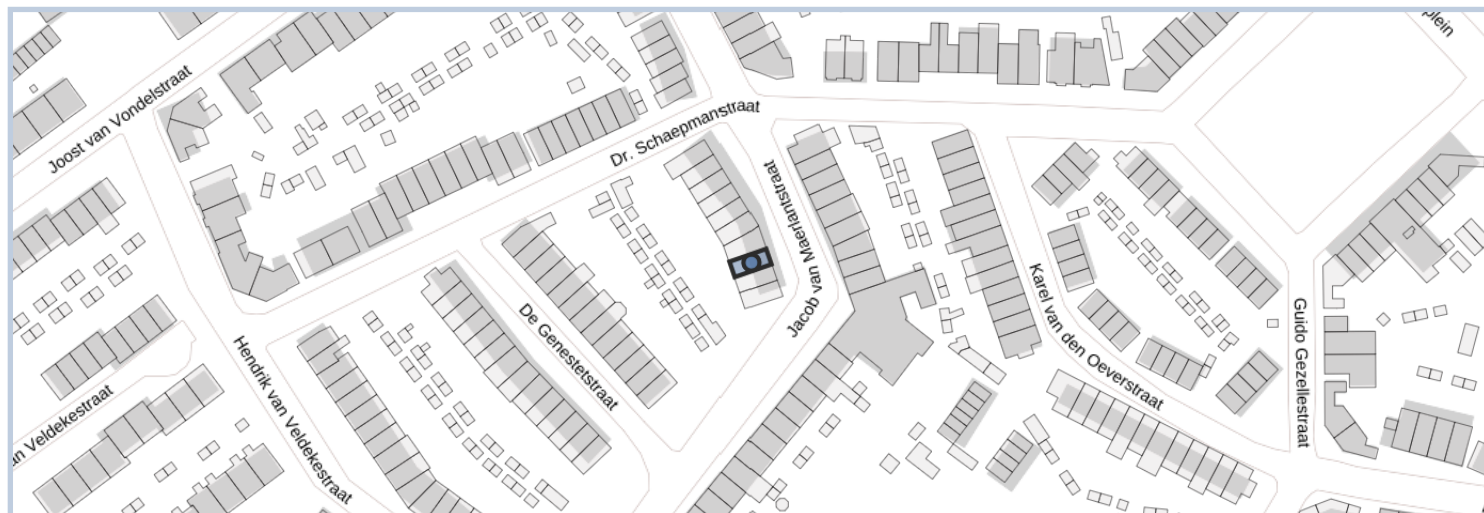 plein
Joost van Vondelstraat
Dr. Schaepmanstraat
Jacob van Maerlantstraat
De Genestetstraat
Karel van den Oeverstraat
Guido Gezellestraat
Hendrik van Veldekestraat
an Veldekestraat